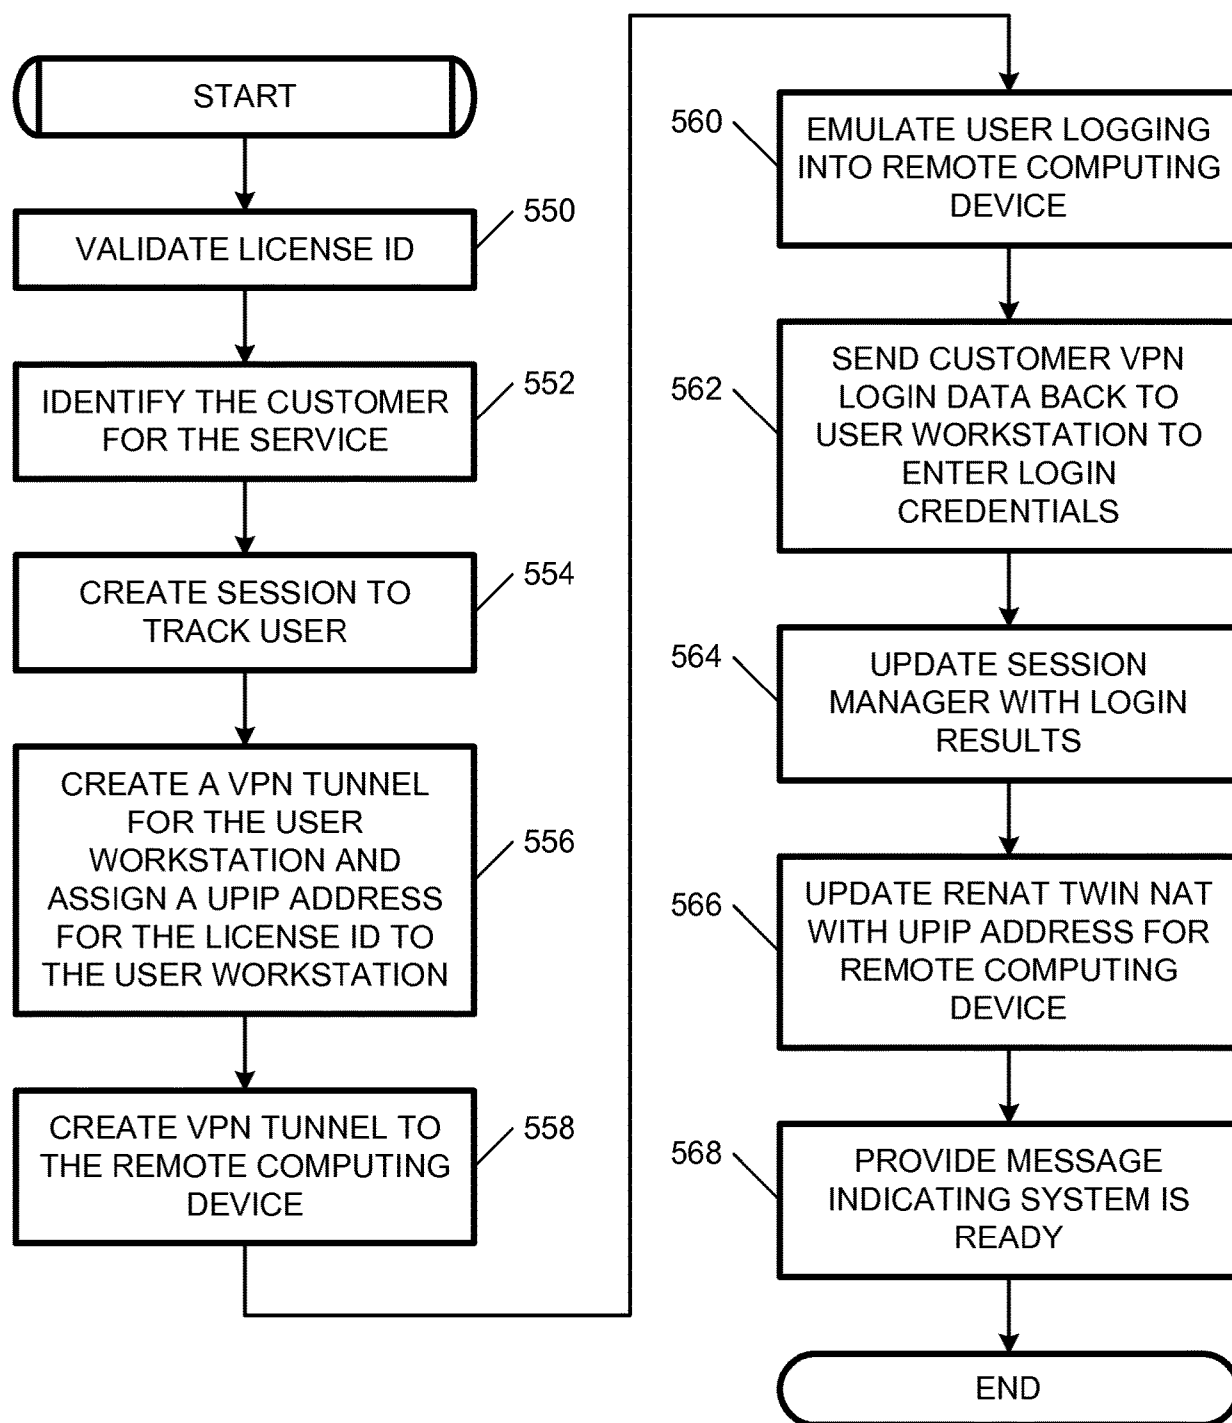 START
550
VALIDATE LICENSE ID
552
IDENTIFY THE CUSTOMER
FOR THE SERVICE
554
CREATE SESSION TO
TRACK USER
556
CREATE A VPN TUNNEL
FOR THE USER
WORKSTATION AND
ASSIGN A UPIP ADDRESS
FOR THE LICENSE ID TO
THE USER WORKSTATION
558
CREATE VPN TUNNEL TO
THE REMOTE COMPUTING
DEVICE
560
EMULATE USER LOGGING
INTO REMOTE COMPUTING
DEVICE
562
SEND CUSTOMER VPN
LOGIN DATA BACK TO
USER WORKSTATION TO
ENTER LOGIN
CREDENTIALS
564
UPDATE SESSION
MANAGER WITH LOGIN
RESULTS
566
UPDATE RENAT TWIN NAT
WITH UPIP ADDRESS FOR
REMOTE COMPUTING
DEVICE
568
PROVIDE MESSAGE
INDICATING SYSTEM IS
READY
END